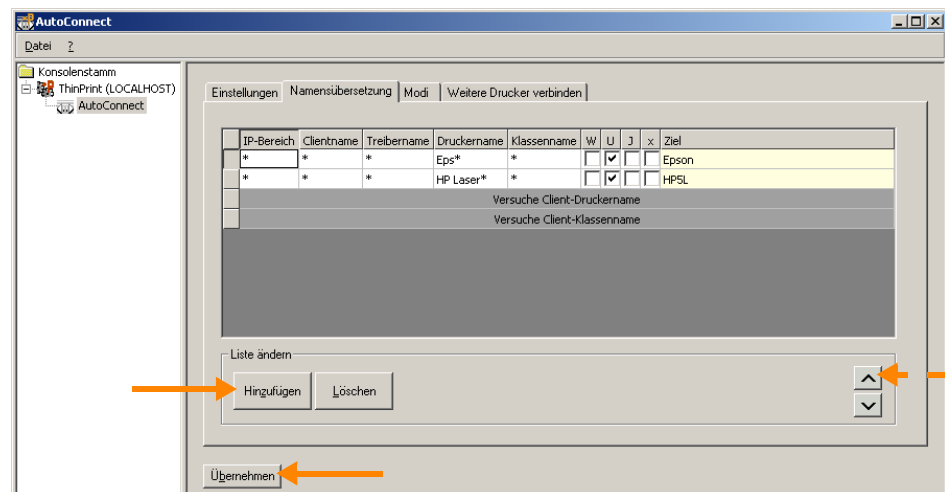 AutoConnect
Datei ?
Konsolenstamm
ThinPrint (LOCALHOST)
AutoConnect
Einstellungen Namensübersetzung Modi Weitere Drucker verbinden
IP-Bereich Clientname Treibername Druckername Klassenname W U J x Ziel
* * * Eps* * Epson
* * * HP Laser* * HP5L
Versuche Client-Druckername
Versuche Client-Klassenname
Liste ändern
Hinzufügen Löschen
Übernehmen